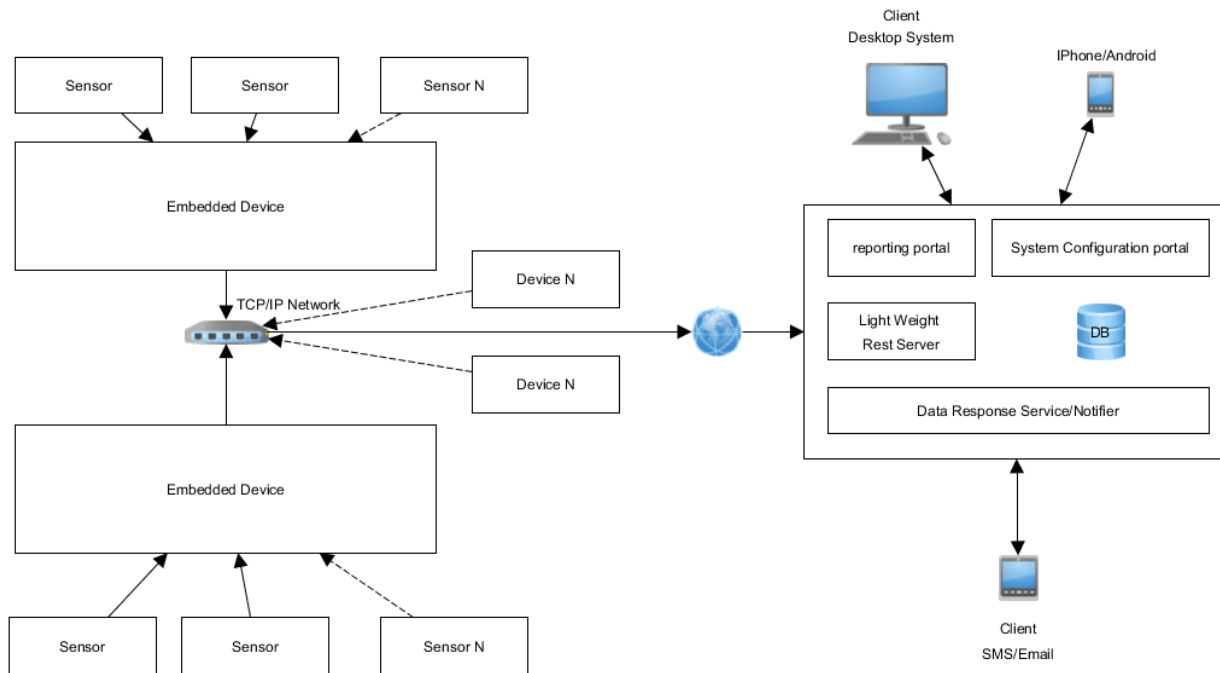 Client
Desktop System
IPhone/Android
Sensor
Sensor
Sensor N
Embedded Device
reporting portal
System Configuration portal
Device N
TCP/IP Network
Light Weight
Rest Server
DB
Device N
Data Response Service/Notifier
Embedded Device
Sensor
Sensor
Sensor N
Client
SMS/Email